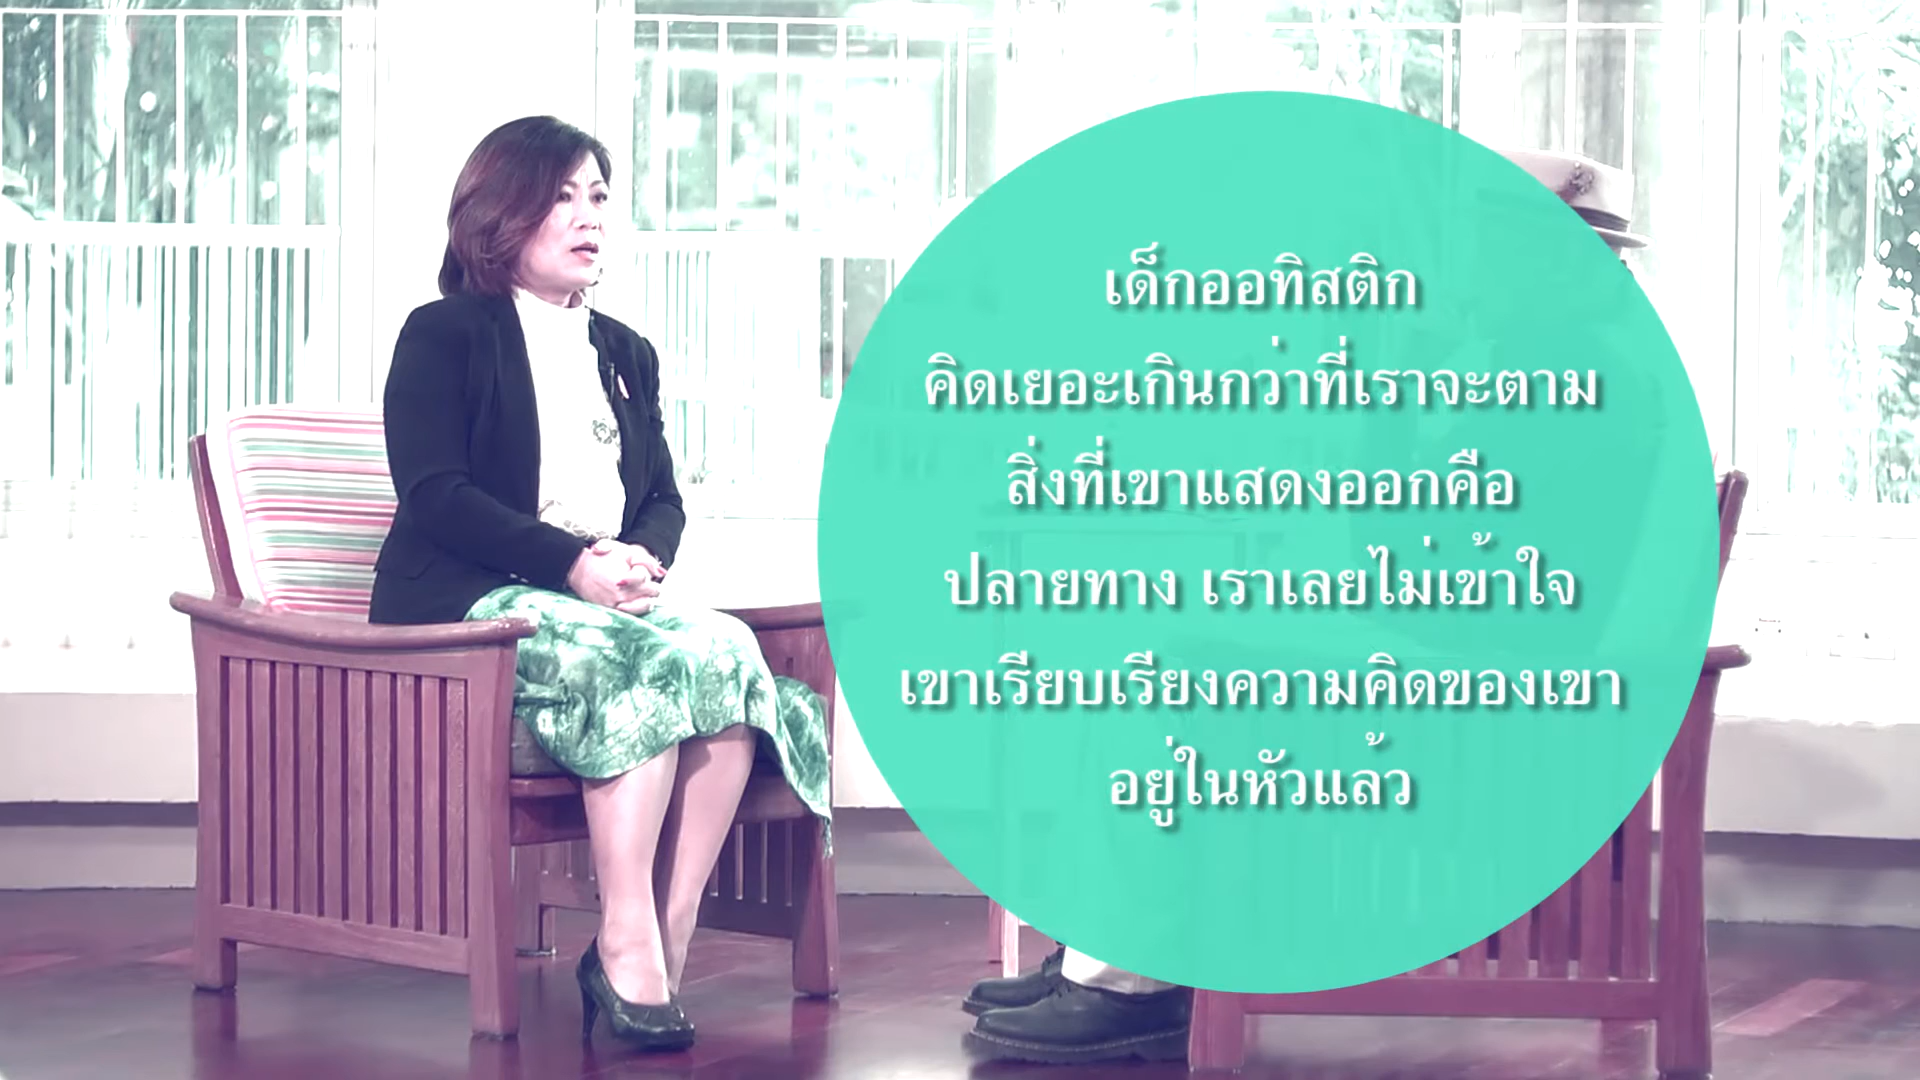 เด็กออทิสติก
คิดเยอะเกินกว่าที่เราจะตาม
สิ่งที่เขาแสดงออกคือ
ปลายทาง เราเลยไม่เข้าใจ
เขาเรียบเรียงความคิดของเขา
อยู่ในหัวแล้ว